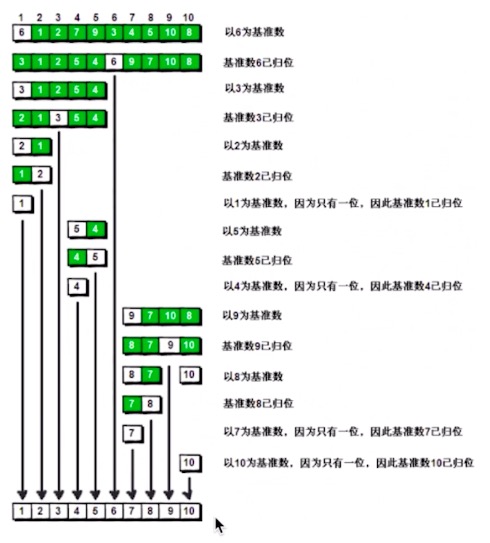 1 2 3 4 5 6 7 8 9 10
6 1 2 7 9 3 4 5 10 8 以6为基准数
3 1 2 5 4 6 9 7 10 8 基准数6已归位
3 1 2 5 4 以3为基准数
2 1 3 5 4 基准数3已归位
2 1 以2为基准数
1 2 基准数2已归位
1 以1为基准数，因为只有一位，因此基准数1已归位
5 4 以5为基准数
4 5 基准数5已归位
4 以4为基准数，因为只有一位，因此基准数4已归位
9 7 10 8 以9为基准数
8 7 9 10 基准数9已归位
8 7 10 以8为基准数
7 8 基准数8已归位
7 以7为基准数，因为只有一位，因此基准数7已归位
10 以10为基准数，因为只有一位，因此基准数10已归位
1 2 3 4 5 6 7 8 9 10